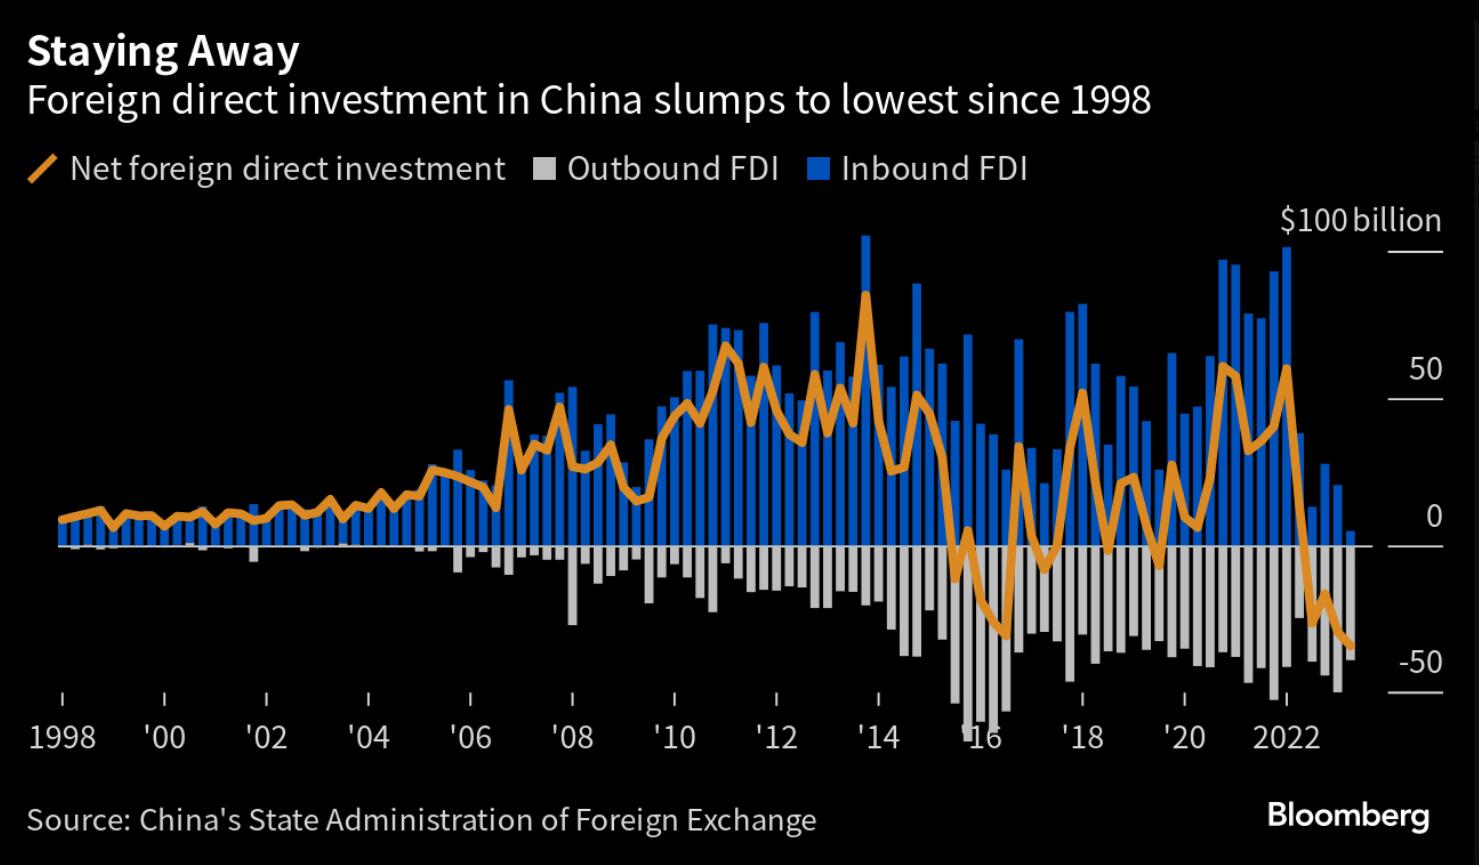 Staying Away
Foreign direct investment in China slumps to lowest since 1998
Net foreign direct investment Outbound FDI Inbound FDI
$100 billion
50
0
-50
1998 '00 '02 '04 '06 '08 '10 '12 '14 '16 '18 '20 2022
Source: China's State Administration of Foreign Exchange
Bloomberg